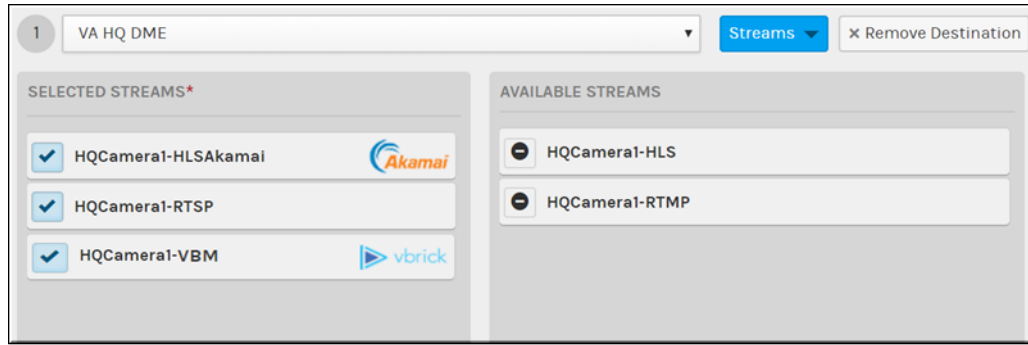 1
VA HQ DME
Streams
× Remove Destination
SELECTED STREAMS*
HQCamera1-HLSAkamai
Akamai
HQCamera1-RTSP
HQCamera1-VBM
vbrick
AVAILABLE STREAMS
HQCamera1-HLS
HQCamera1-RTMP